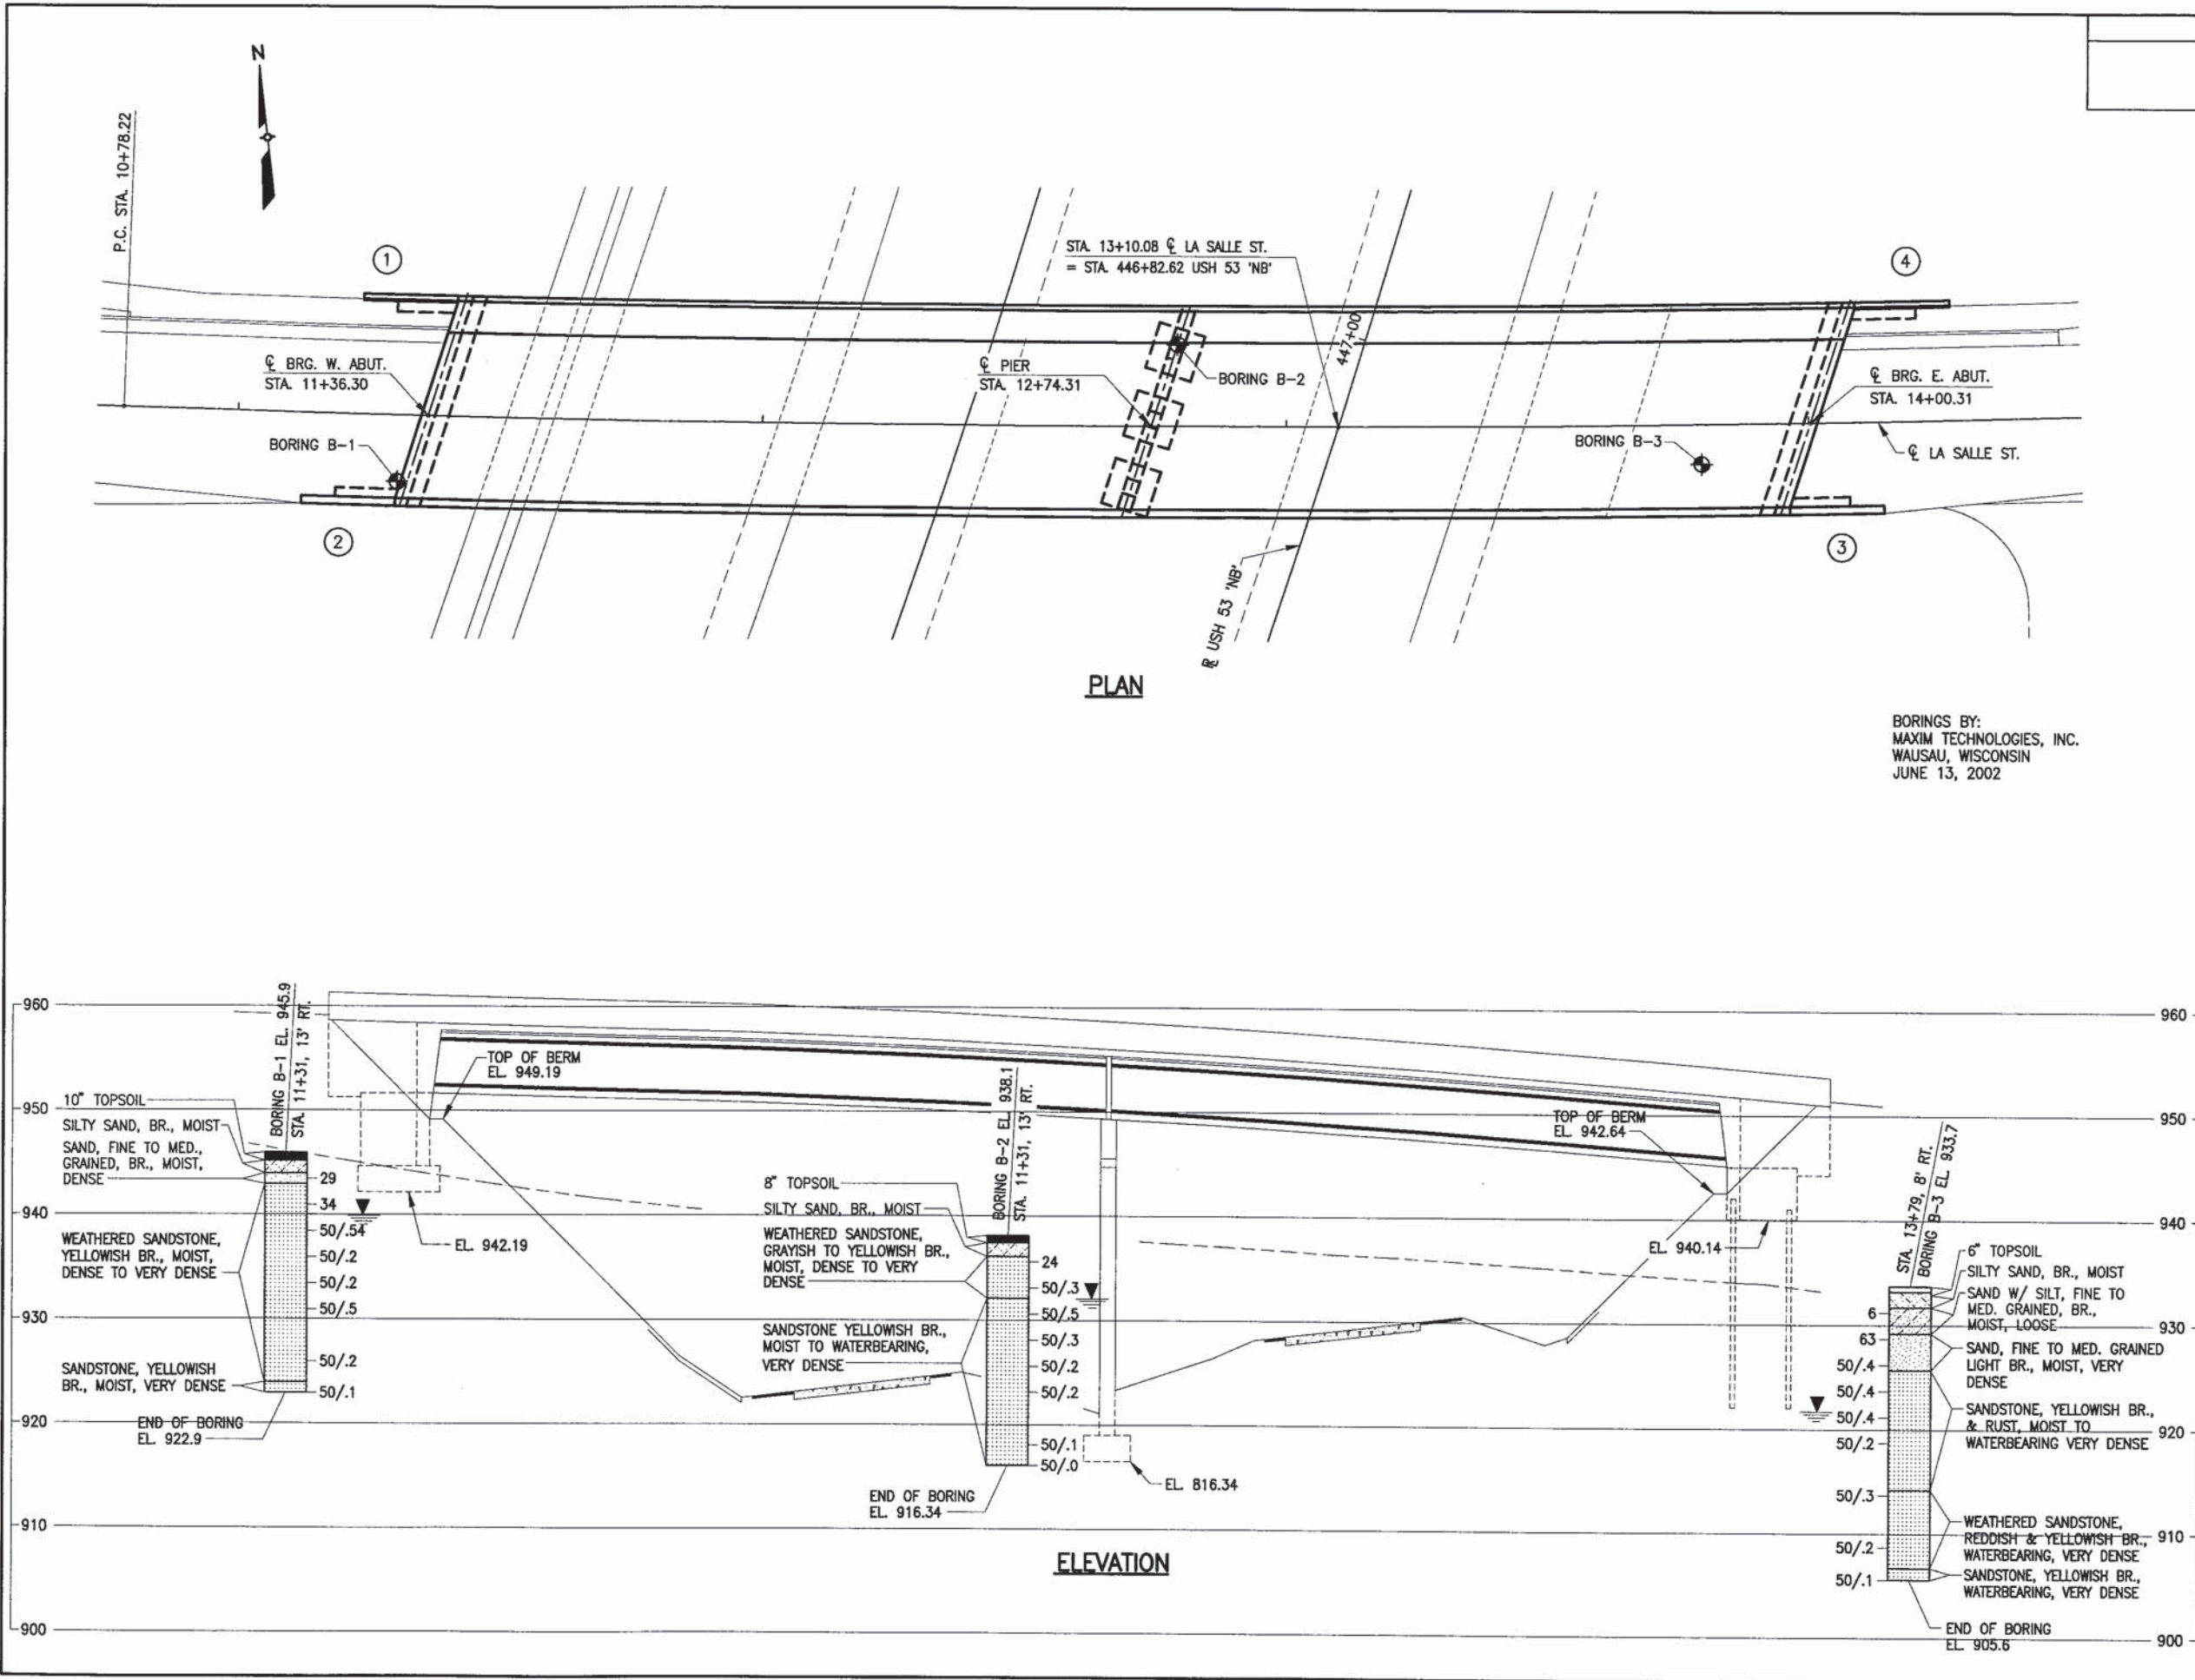 N
P.C. STA. 10+78.22
1
STA. 13+10.08 ℄ LA SALLE ST.
= STA. 446+82.62 USH 53 'NB'
4
℄ BRG. W. ABUT.
STA. 11+36.30
℄ PIER
STA. 12+74.31
BORING B-2
447+00
℄ BRG. E. ABUT.
STA. 14+00.31
BORING B-1
BORING B-3
℄ LA SALLE ST.
2
3
RL USH 53 'NB'
PLAN
BORINGS BY:
MAXIM TECHNOLOGIES, INC.
WAUSAU, WISCONSIN
JUNE 13, 2002
960
950
940
930
920
910
900
BORING B-1 EL. 945.9
STA. 11+31, 13' RT.
10" TOPSOIL
SILTY SAND, BR., MOIST
SAND, FINE TO MED.,
GRAINED, BR., MOIST,
DENSE
WEATHERED SANDSTONE,
YELLOWISH BR., MOIST,
DENSE TO VERY DENSE
SANDSTONE, YELLOWISH
BR., MOIST, VERY DENSE
END OF BORING
EL. 922.9
29
34
50/.54
50/.2
50/.2
50/.5
50/.2
50/.1
TOP OF BERM
EL. 949.19
EL. 942.19
BORING B-2 EL. 938.1
STA. 11+31, 13' RT.
8" TOPSOIL
SILTY SAND, BR., MOIST
WEATHERED SANDSTONE,
GRAYISH TO YELLOWISH BR.,
MOIST, DENSE TO VERY
DENSE
SANDSTONE YELLOWISH BR.,
MOIST TO WATERBEARING,
VERY DENSE
END OF BORING
EL. 916.34
24
50/.3
50/.5
50/.3
50/.2
50/.2
50/.1
50/.0
EL. 816.34
TOP OF BERM
EL. 942.64
EL. 940.14
STA. 13+79, 8' RT.
BORING B-3 EL. 933.7
6
63
50/.4
50/.4
50/.4
50/.2
50/.3
50/.2
50/.1
6" TOPSOIL
SILTY SAND, BR., MOIST
SAND W/ SILT, FINE TO
MED. GRAINED, BR.,
MOIST, LOOSE
SAND, FINE TO MED. GRAINED
LIGHT BR., MOIST, VERY
DENSE
SANDSTONE, YELLOWISH BR.,
& RUST, MOIST TO
WATERBEARING VERY DENSE
WEATHERED SANDSTONE,
REDDISH & YELLOWISH BR.,
WATERBEARING, VERY DENSE
SANDSTONE, YELLOWISH BR.,
WATERBEARING, VERY DENSE
END OF BORING
EL. 905.6
960
950
940
930
920
910
900
ELEVATION